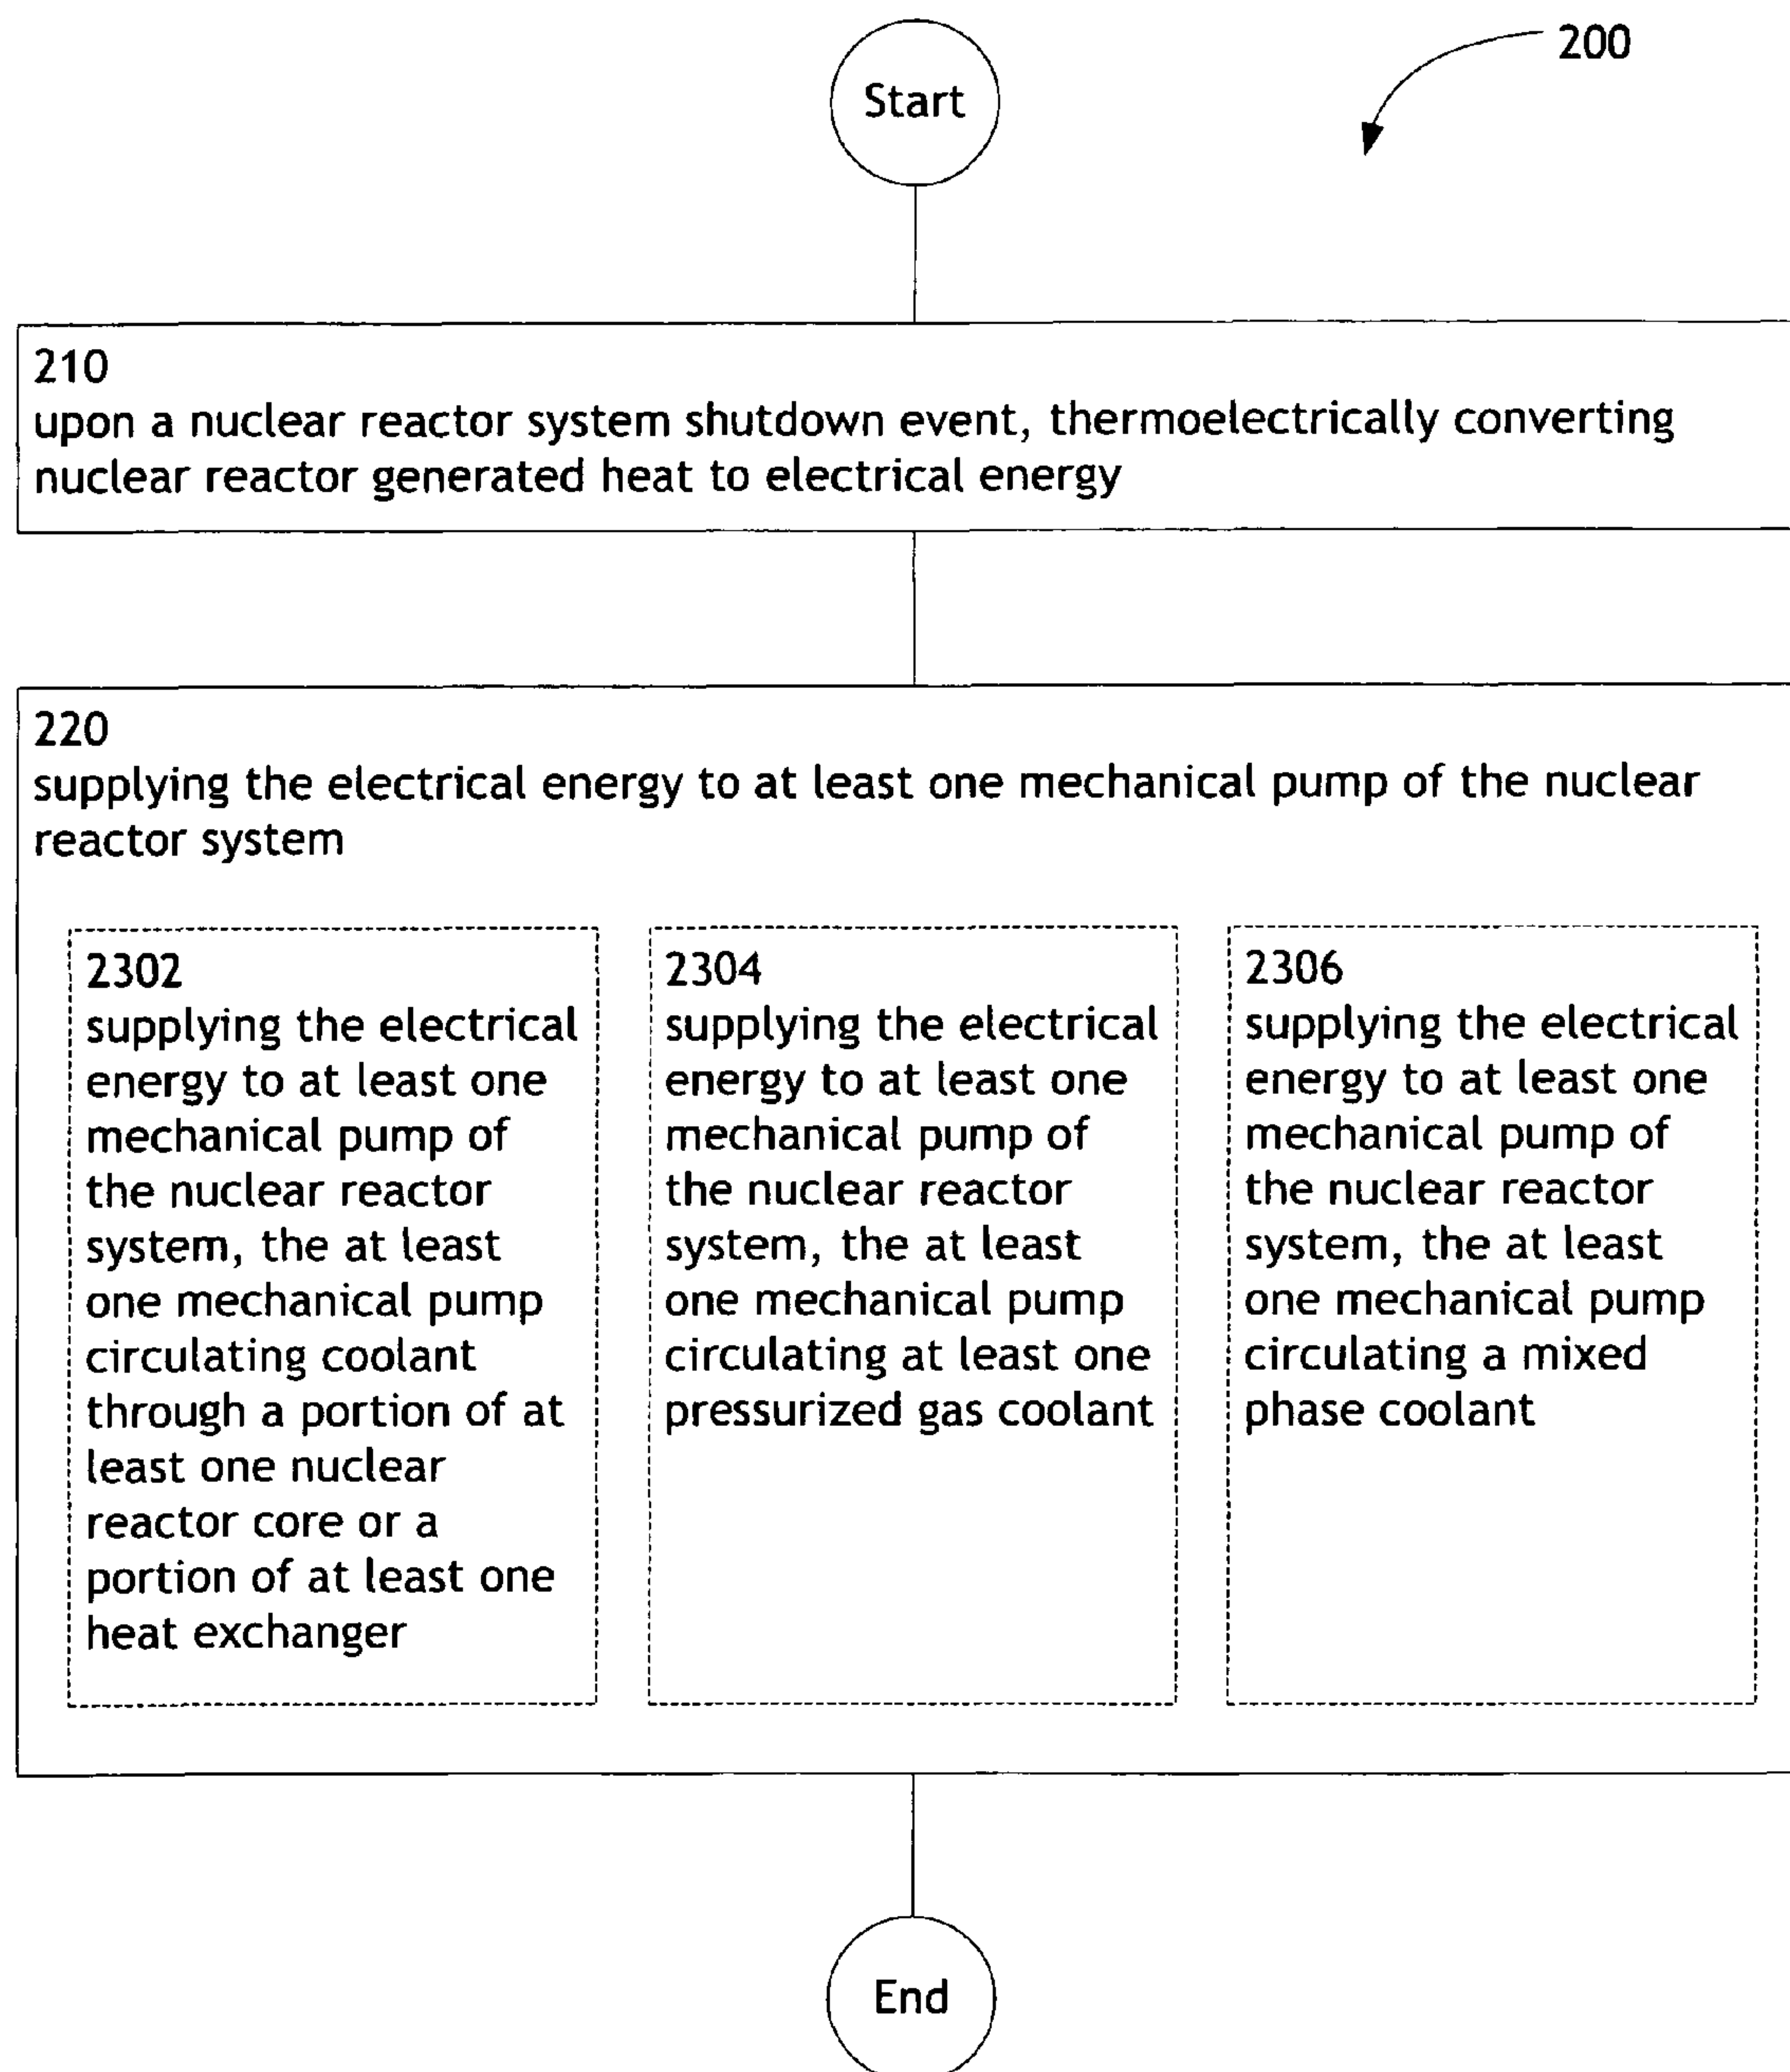 Start
200
210
upon a nuclear reactor system shutdown event, thermoelectrically converting
nuclear reactor generated heat to electrical energy
220
supplying the electrical energy to at least one mechanical pump of the nuclear
reactor system
2302
supplying the electrical
energy to at least one
mechanical pump of
the nuclear reactor
system, the at least
one mechanical pump
circulating coolant
through a portion of at
least one nuclear
reactor core or a
portion of at least one
heat exchanger
2304
supplying the electrical
energy to at least one
mechanical pump of
the nuclear reactor
system, the at least
one mechanical pump
circulating at least one
pressurized gas coolant
2306
supplying the electrical
energy to at least one
mechanical pump of
the nuclear reactor
system, the at least
one mechanical pump
circulating a mixed
phase coolant
End